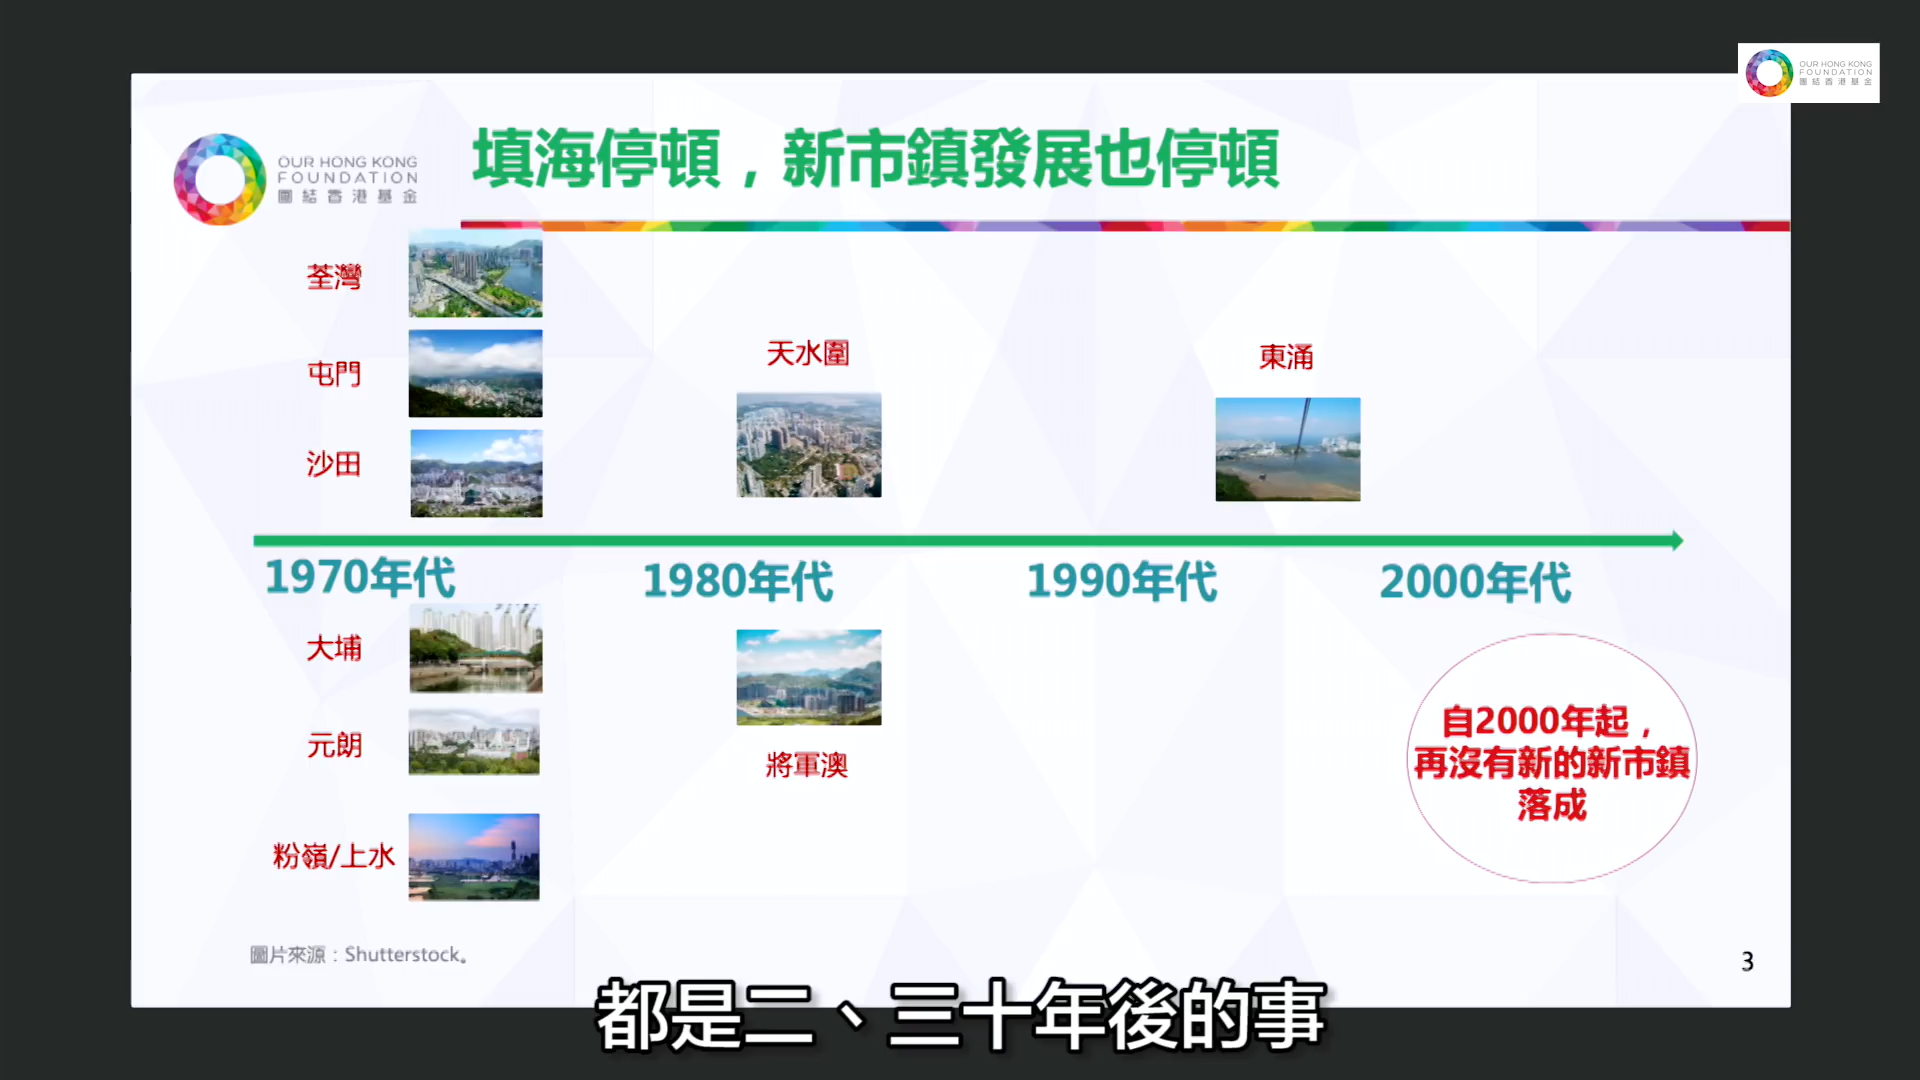 OUR HONG KONG
FOUNDATION
團結香港基金
OUR HONG KONG
FOUNDATION
團結香港基金
填海停頓，新市鎮發展也停頓
荃灣
屯門
沙田
天水圍
東涌
1970年代
1980年代
1990年代
2000年代
大埔
元朗
粉嶺/上水
將軍澳
自2000年起，
再沒有新的新市鎮
落成
圖片來源：Shutterstock。
3
都是二、三十年後的事